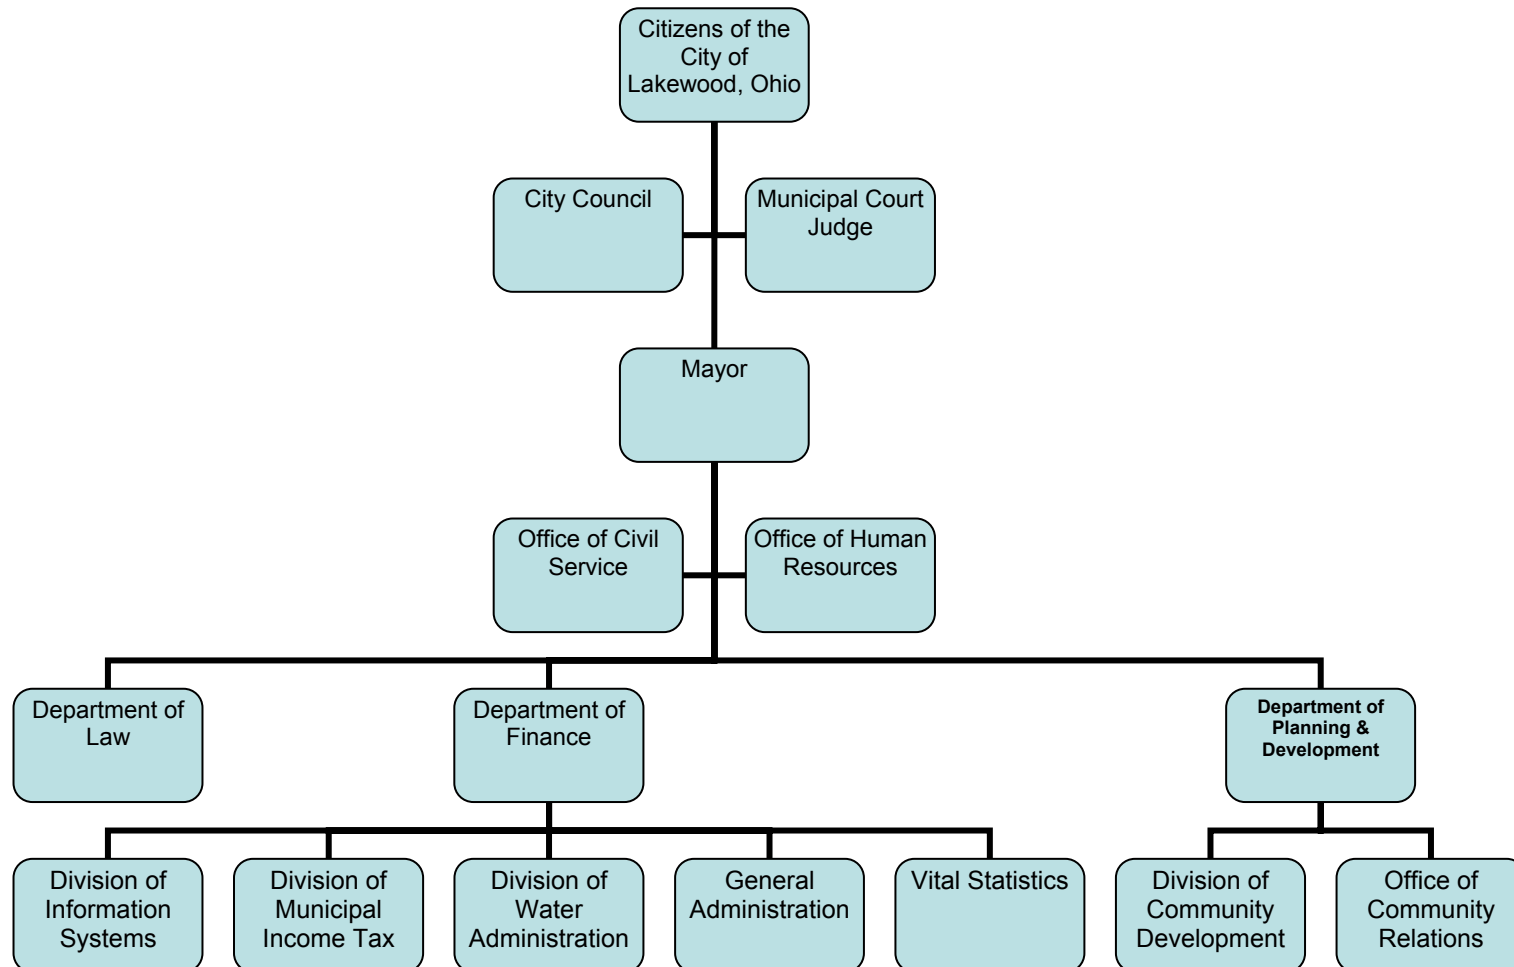 Citizens of the
City of
Lakewood, Ohio
City Council
Municipal Court
Judge
Mayor
Office of Civil
Service
Office of Human
Resources
Department of
Law
Department of
Finance
Department of
Planning &
Development
Division of
Information
Systems
Division of
Municipal
Income Tax
Division of
Water
Administration
General
Administration
Vital Statistics
Division of
Community
Development
Office of
Community
Relations